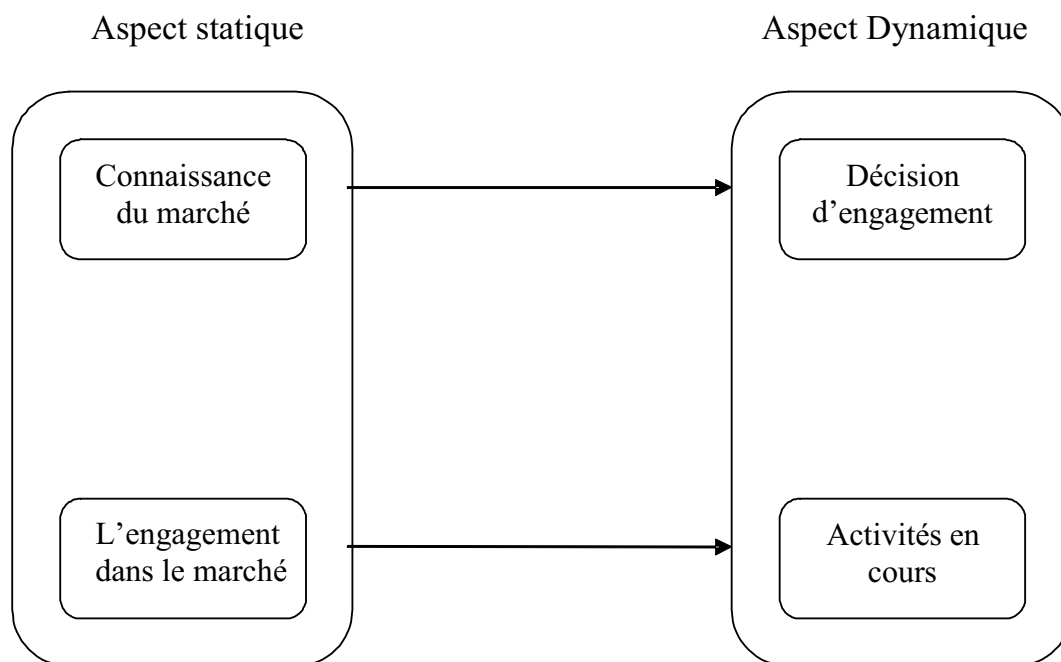 Aspect statique
Aspect Dynamique
Connaissance
du marché
Décision
d’engagement
L’engagement
dans le marché
Activités en
cours